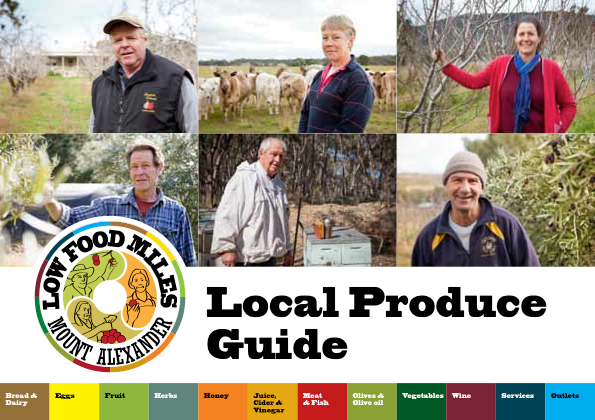 LOW FOOD MILES
MOUNT ALEXANDER
Local Produce
Guide
Bread &
Dairy
Eggs
Fruit
Herbs
Honey
Juice,
Cider &
Vinegar
Meat
& Fish
Olives &
Olive oil
Vegetables
Wine
Services
Outlets